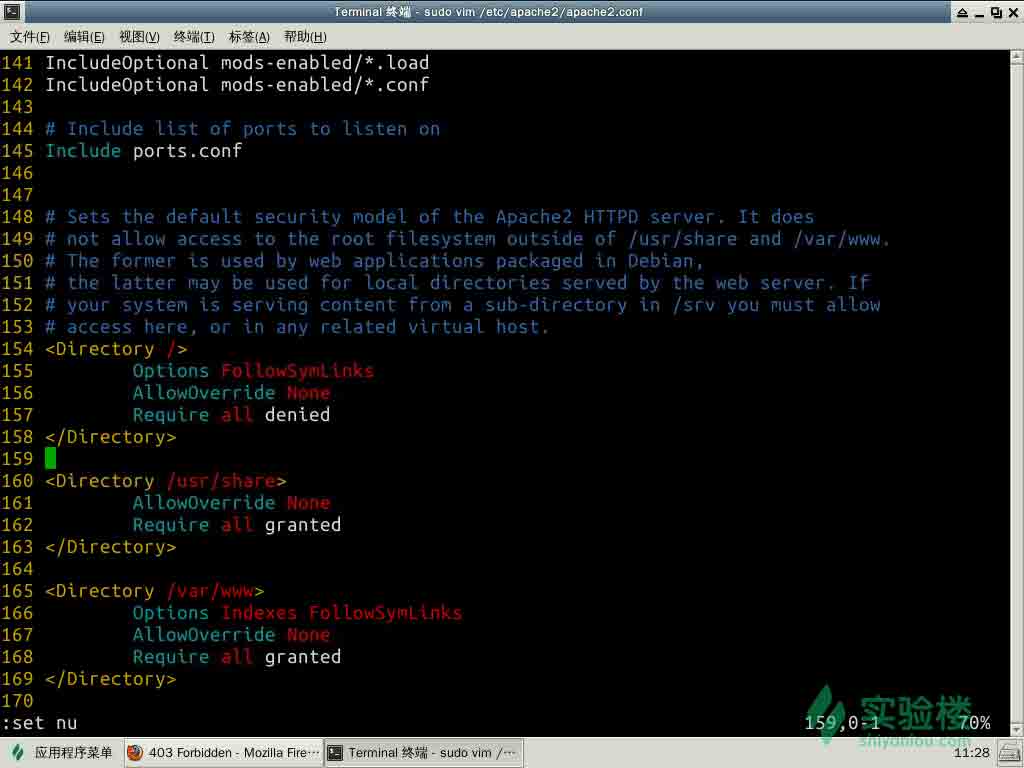 Terminal 终端 - sudo vim /etc/apache2/apache2.conf
文件(F) 编辑(E) 视图(V) 终端(T) 标签(A) 帮助(H)
141 IncludeOptional mods-enabled/*.load
142 IncludeOptional mods-enabled/*.conf
143
144 # Include list of ports to listen on
145 Include ports.conf
146
147
148 # Sets the default security model of the Apache2 HTTPD server. It does
149 # not allow access to the root filesystem outside of /usr/share and /var/www.
150 # The former is used by web applications packaged in Debian,
151 # the latter may be used for local directories served by the web server. If
152 # your system is serving content from a sub-directory in /srv you must allow
153 # access here, or in any related virtual host.
154 <Directory />
155         Options FollowSymLinks
156         AllowOverride None
157         Require all denied
158 </Directory>
159
160 <Directory /usr/share>
161         AllowOverride None
162         Require all granted
163 </Directory>
164
165 <Directory /var/www>
166         Options Indexes FollowSymLinks
167         AllowOverride None
168         Require all granted
169 </Directory>
170
:set nu 159,0-1 70%
实验楼
shiyanlou.com
应用程序菜单 403 Forbidden - Mozilla Fire··· Terminal 终端 - sudo vim /··· 11:28